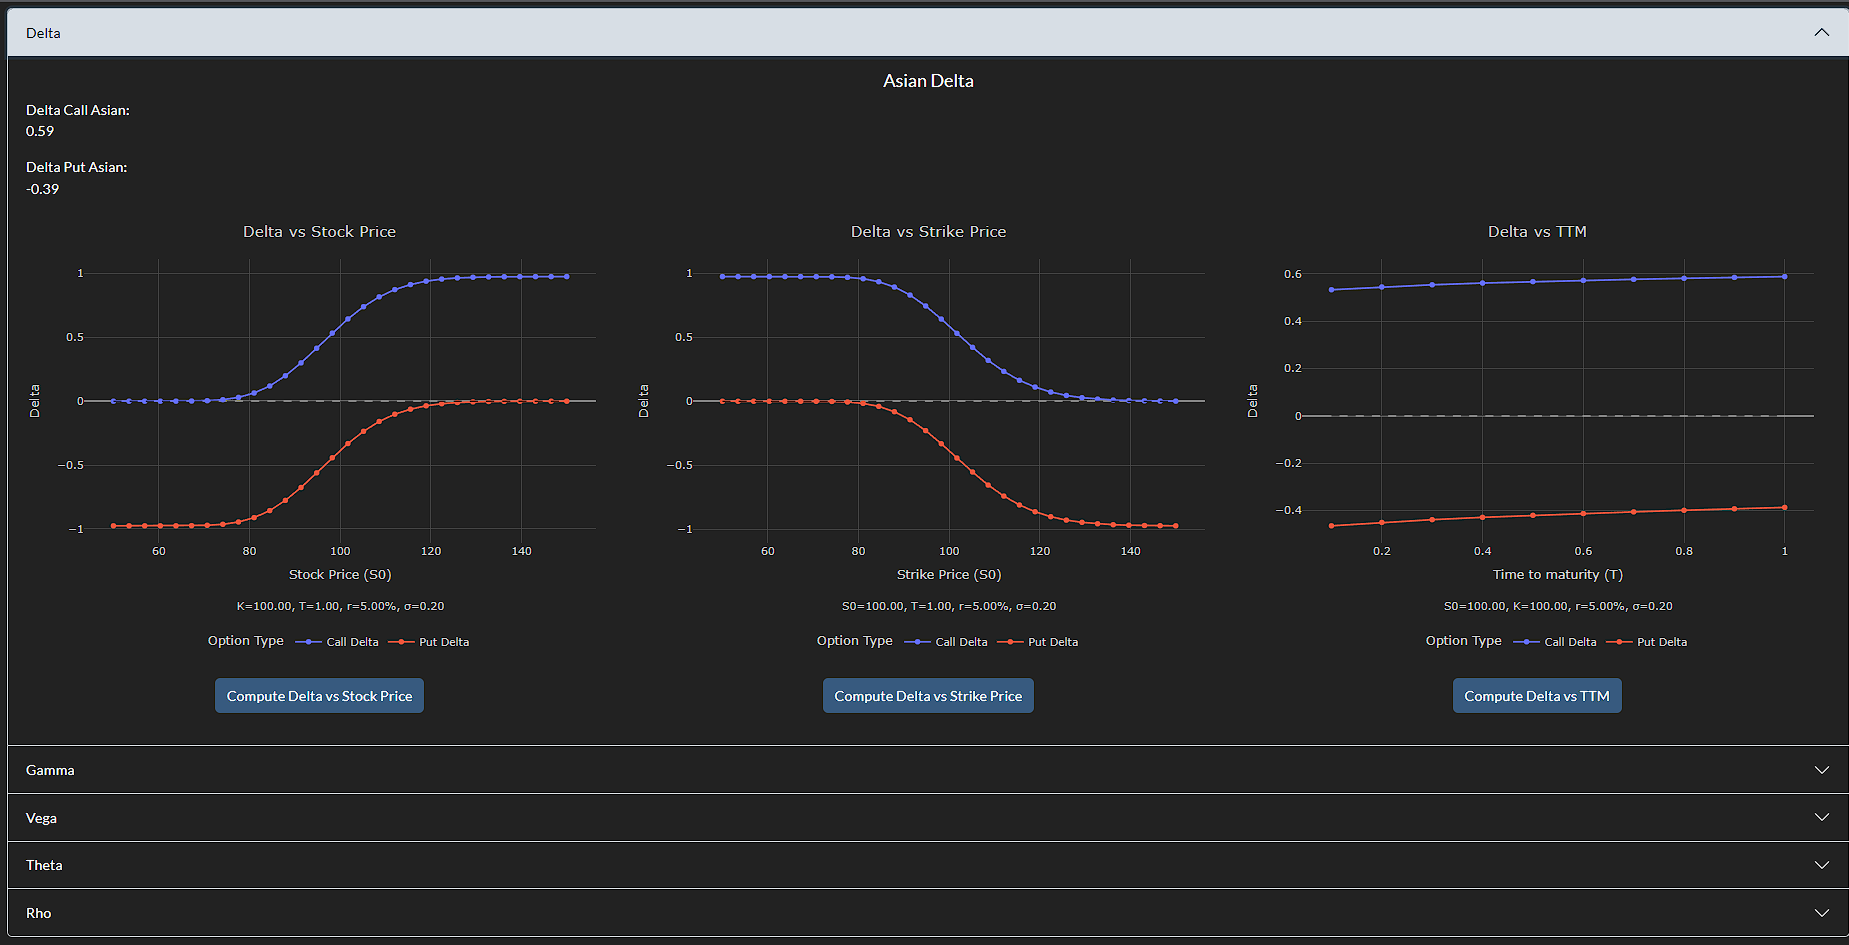 Delta
Asian Delta
Delta Call Asian:
0.59
Delta Put Asian:
-0.39
Delta vs Stock Price
1
0.5
0
−0.5
−1
Delta
60 80 100 120 140
Stock Price (S0)
K=100.00, T=1.00, r=5.00%, σ=0.20
Option Type Call Delta Put Delta
Compute Delta vs Stock Price
Delta vs Strike Price
1
0.5
0
−0.5
−1
Delta
60 80 100 120 140
Strike Price (S0)
S0=100.00, T=1.00, r=5.00%, σ=0.20
Option Type Call Delta Put Delta
Compute Delta vs Strike Price
Delta vs TTM
0.6
0.4
0.2
0
−0.2
−0.4
Delta
0.2 0.4 0.6 0.8 1
Time to maturity (T)
S0=100.00, K=100.00, r=5.00%, σ=0.20
Option Type Call Delta Put Delta
Compute Delta vs TTM
Gamma
Vega
Theta
Rho